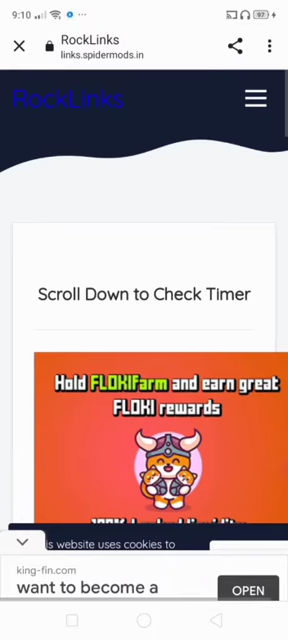 9:10
97
RockLinks
links.spidermods.in
RockLinks
Scroll Down to Check Timer
Hold FLOKIFarm and earn great
FLOKI rewards
is website uses cookies to
king-fin.com
want to become a
OPEN